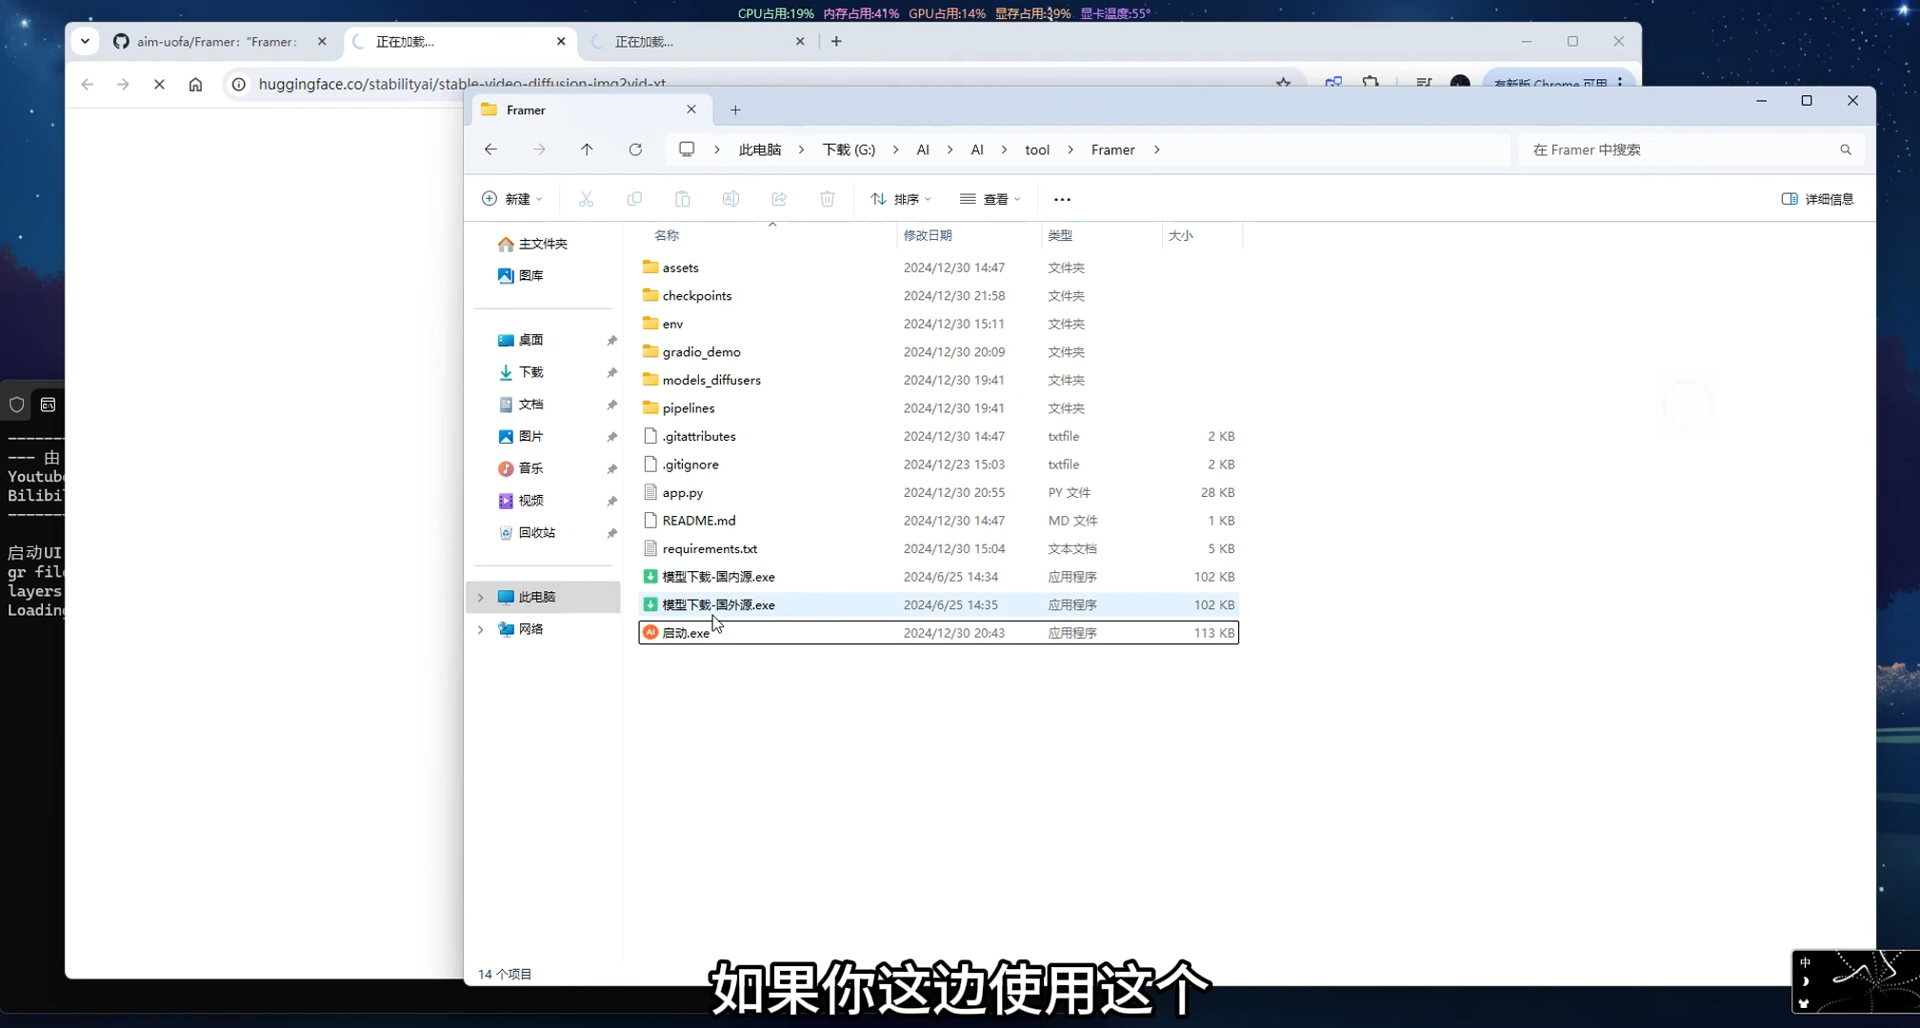 CPU占用:19% 内存占用:41% GPU占用:14% 显存占用:39% 显卡温度:55°
aim-uofa/Framer: "Framer:
正在加载...
正在加载...
huggingface.co/stabilityai/stable-video-diffusion-img2vid-xt
有新版 Chrome 可用
Framer
此电脑 > 下载 (G:) > AI > AI > tool > Framer >
在 Framer 中搜索
新建
排序
查看
详细信息
主文件夹
图库
桌面
下载
文档
图片
音乐
视频
回收站
此电脑
网络
名称 修改日期 类型 大小
assets 2024/12/30 14:47 文件夹
checkpoints 2024/12/30 21:58 文件夹
env 2024/12/30 15:11 文件夹
gradio_demo 2024/12/30 20:09 文件夹
models_diffusers 2024/12/30 19:41 文件夹
pipelines 2024/12/30 19:41 文件夹
.gitattributes 2024/12/30 14:47 txtfile 2 KB
.gitignore 2024/12/23 15:03 txtfile 2 KB
app.py 2024/12/30 20:55 PY 文件 28 KB
README.md 2024/12/30 14:47 MD 文件 1 KB
requirements.txt 2024/12/30 15:04 文本文档 5 KB
模型下载-国内源.exe 2024/6/25 14:34 应用程序 102 KB
模型下载-国外源.exe 2024/6/25 14:35 应用程序 102 KB
启动.exe 2024/12/30 20:43 应用程序 113 KB
14 个项目
--- 由
Youtub
Bilibi
启动UI
gr fil
layers
Loadin
中
如果你这边使用这个